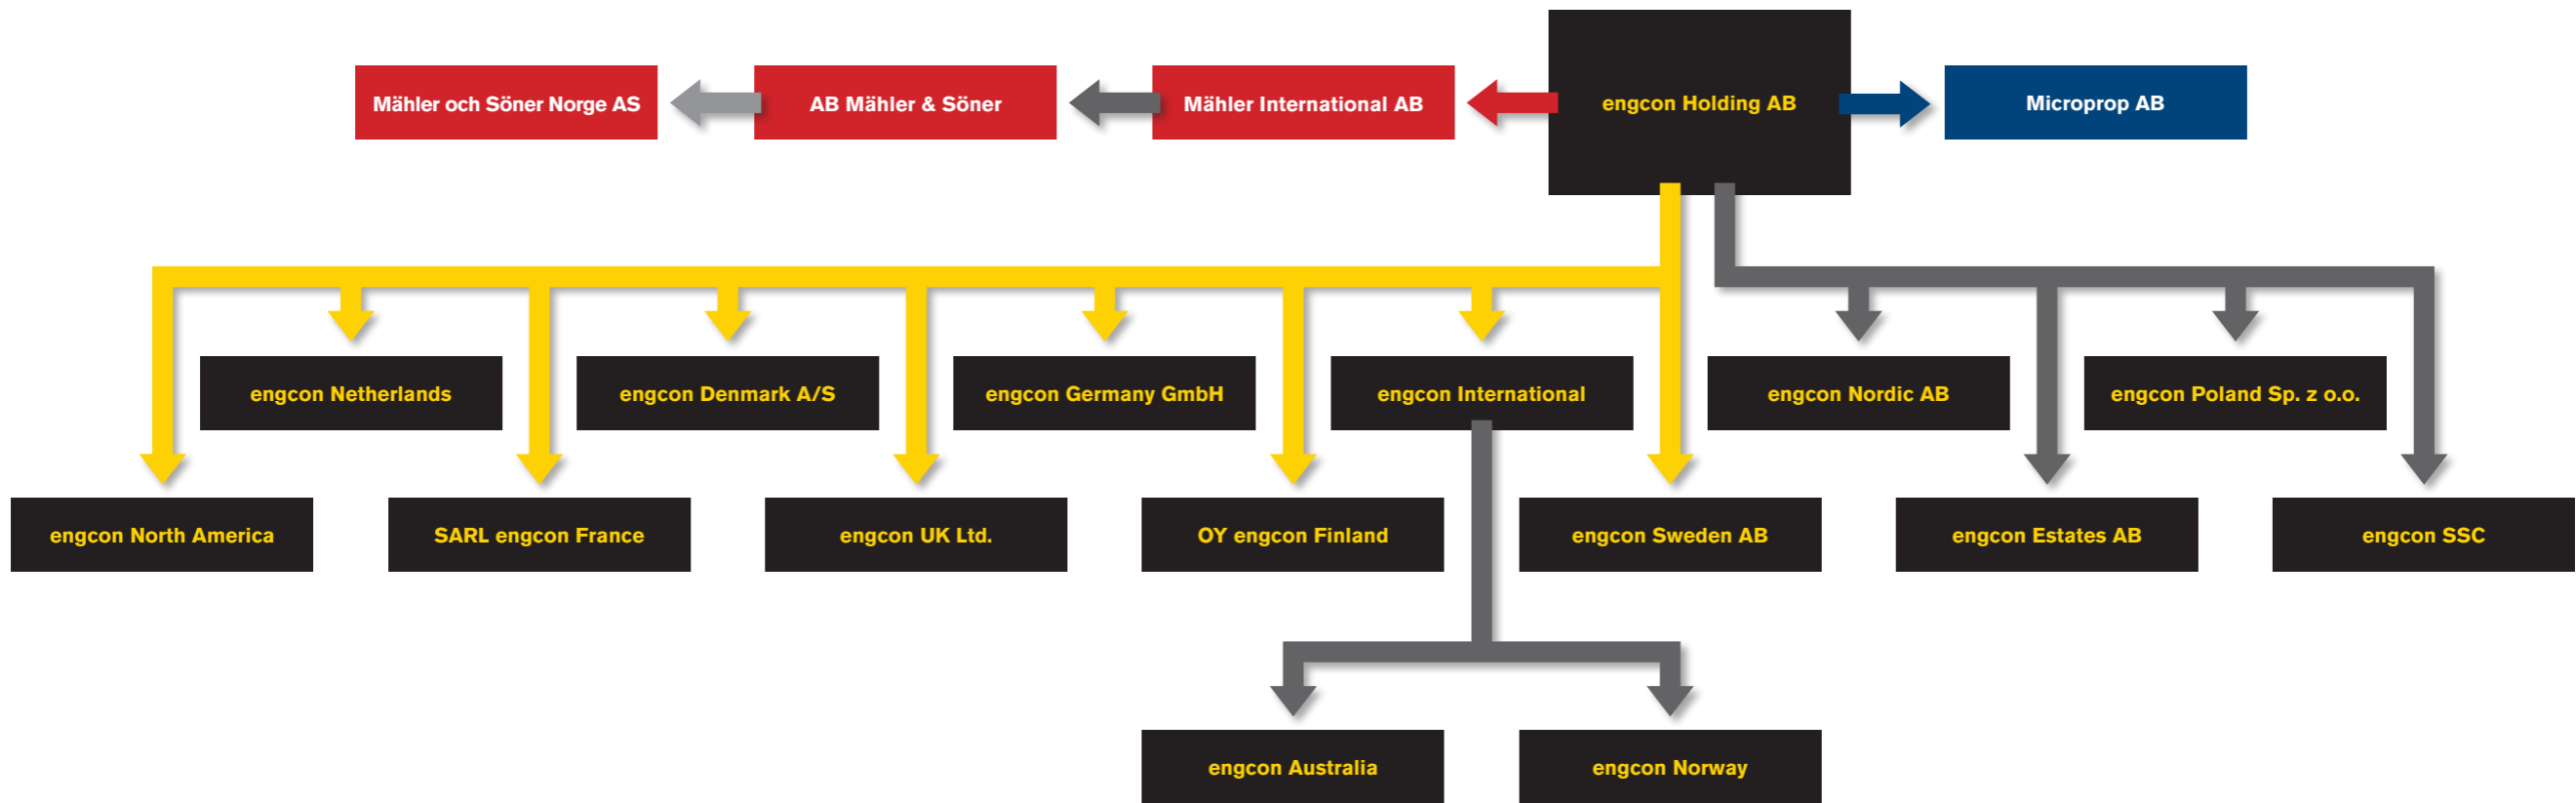 Mähler och Söner Norge AS
AB Mähler & Söner
Mähler International AB
engcon Holding AB
Microprop AB
engcon Netherlands
engcon Denmark A/S
engcon Germany GmbH
engcon International
engcon Nordic AB
engcon Poland Sp. z o.o.
engcon North America
SARL engcon France
engcon UK Ltd.
OY engcon Finland
engcon Sweden AB
engcon Estates AB
engcon SSC
engcon Australia
engcon Norway